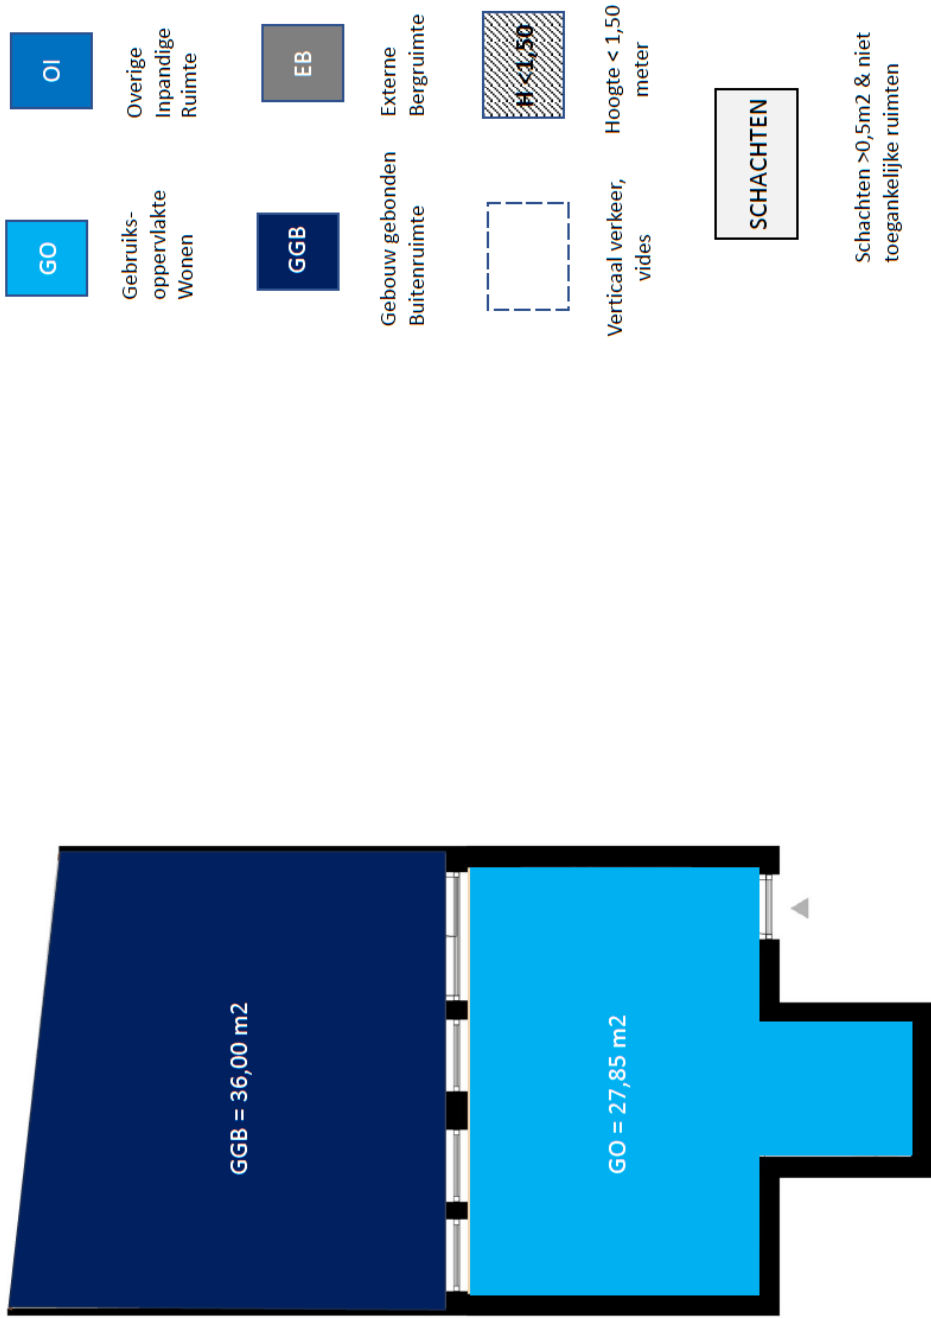 GO
Gebruiks-
oppervlakte
Wonen
OI
Overige
Inpandige
Ruimte
GGB
Gebouw gebonden
Buitenruimte
EB
Externe
Bergruimte
Verticaal verkeer,
vides
H <1,50
Hoogte < 1,50
meter
SCHACHTEN
Schachten >0,5m2 & niet
toegankelijke ruimten
GGB = 36,00 m2
GO = 27,85 m2